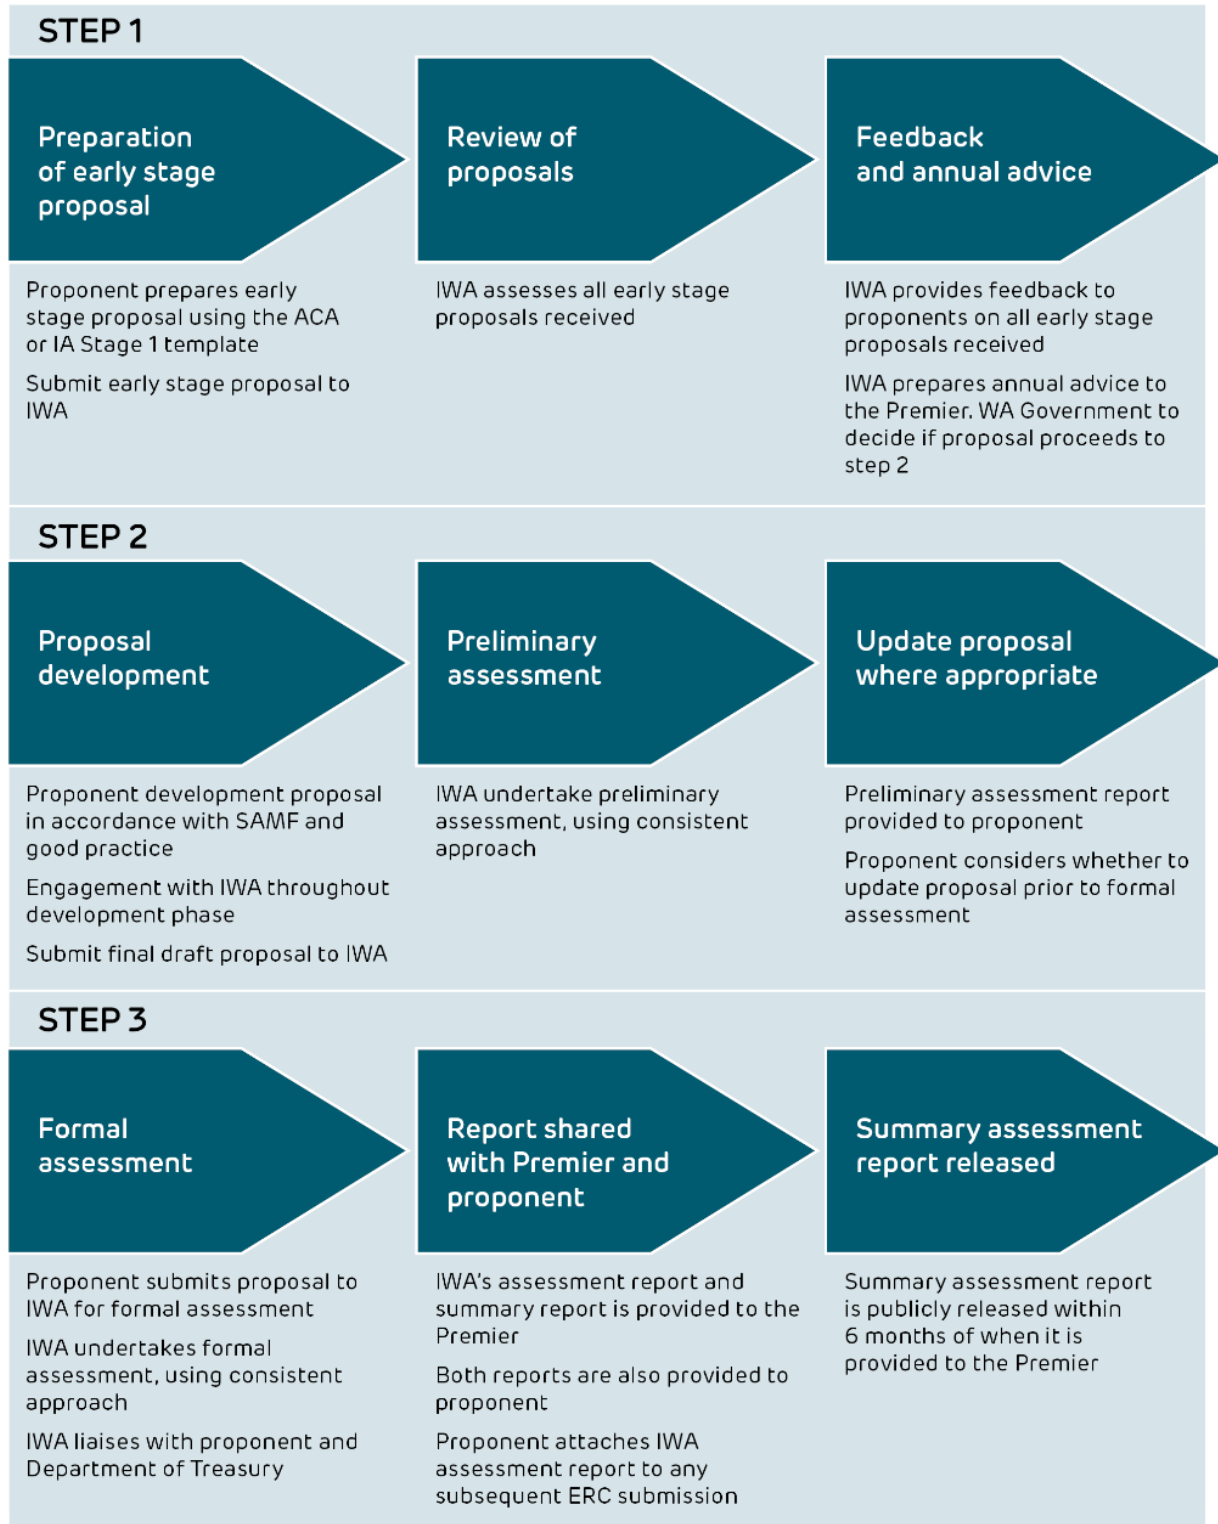 STEP 1
Preparation
of early stage
proposal
Review of
proposals
Feedback
and annual advice
Proponent prepares early
stage proposal using the ACA
or IA Stage 1 template
Submit early stage proposal to
IWA
IWA assesses all early stage
proposals received
IWA provides feedback to
proponents on all early stage
proposals received
IWA prepares annual advice to
the Premier. WA Government to
decide if proposal proceeds to
step 2
STEP 2
Proposal
development
Preliminary
assessment
Update proposal
where appropriate
Proponent development proposal
in accordance with SAMF and
good practice
Engagement with IWA throughout
development phase
Submit final draft proposal to IWA
IWA undertake preliminary
assessment, using consistent
approach
Preliminary assessment report
provided to proponent
Proponent considers whether to
update proposal prior to formal
assessment
STEP 3
Formal
assessment
Report shared
with Premier and
proponent
Summary assessment
report released
Proponent submits proposal to
IWA for formal assessment
IWA undertakes formal
assessment, using consistent
approach
IWA liaises with proponent and
Department of Treasury
IWA's assessment report and
summary report is provided to the
Premier
Both reports are also provided to
proponent
Proponent attaches IWA
assessment report to any
subsequent ERC submission
Summary assessment report
is publicly released within
6 months of when it is
provided to the Premier